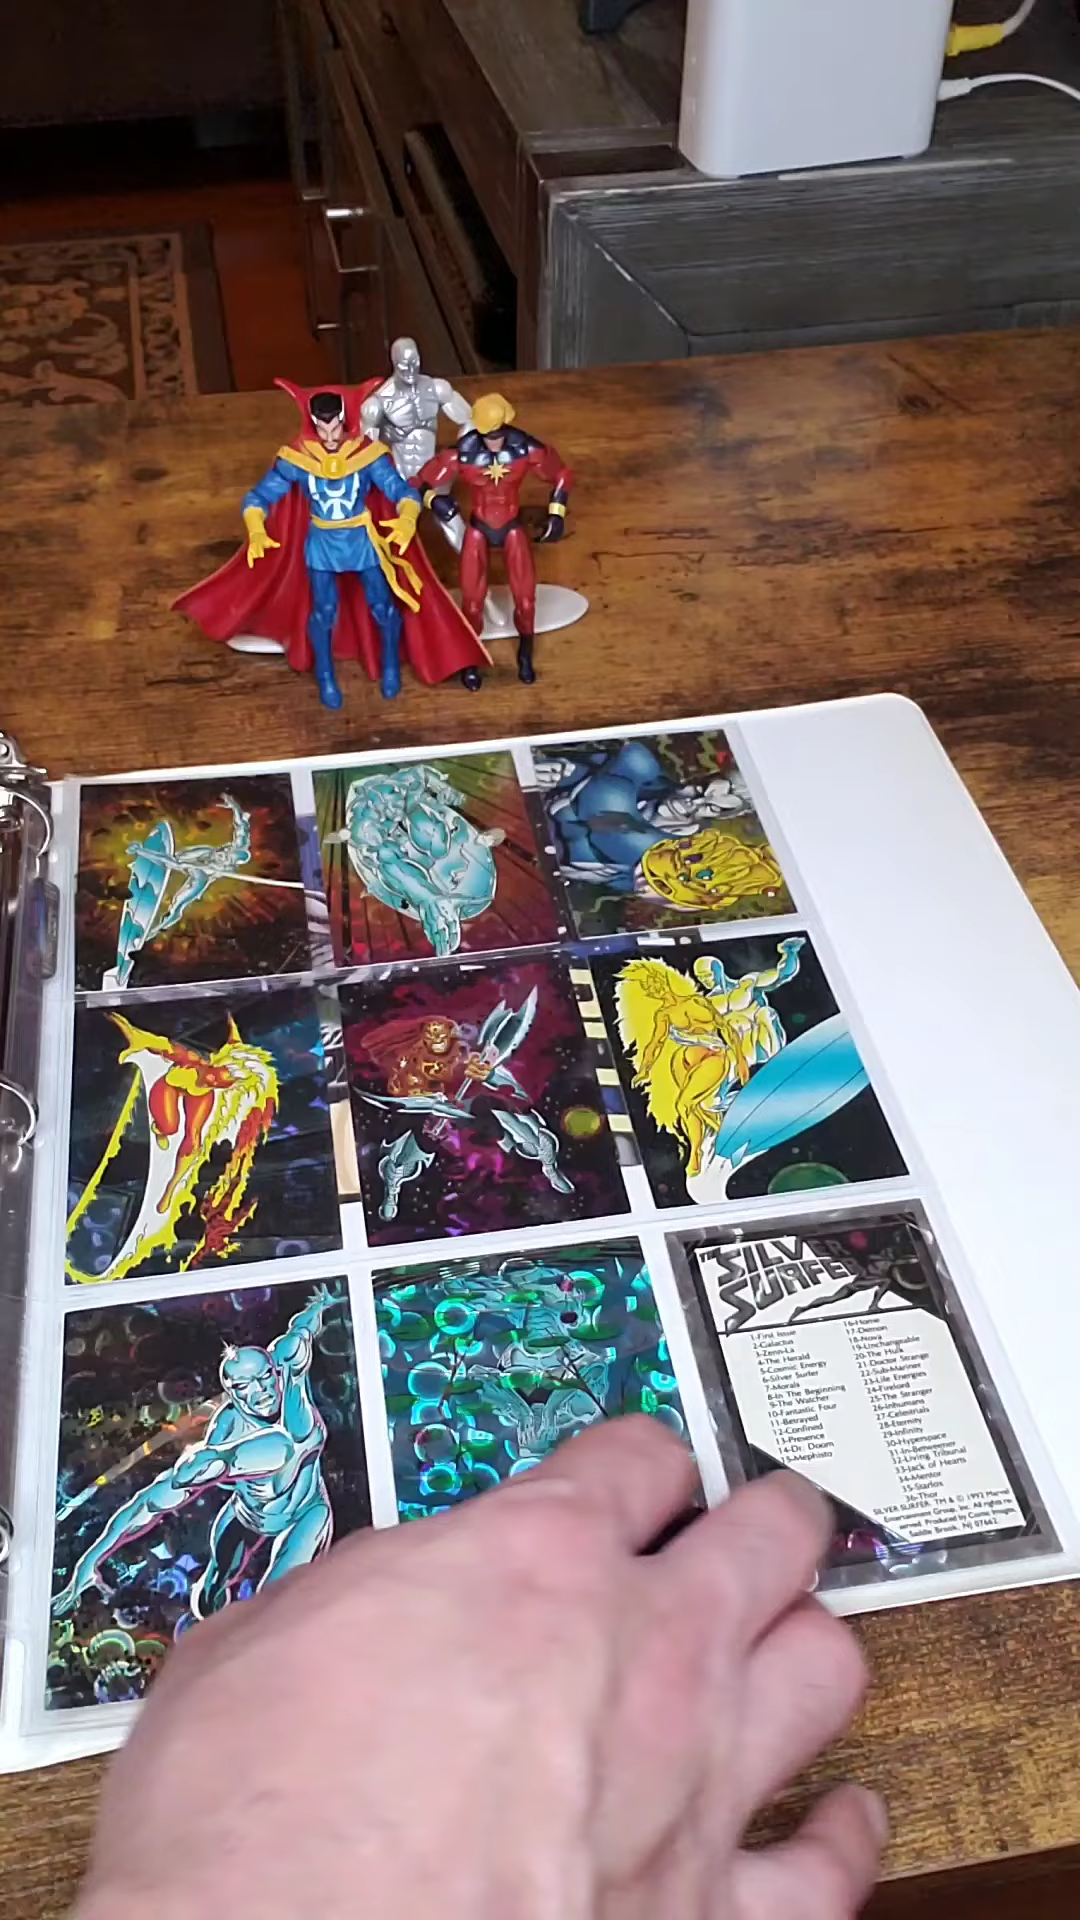 THE
SILVER
SURFER
1-First Issue
2-Galactus
3-Zenn-La
4-The Herald
5-Cosmic Energy
6-Silver Surfer
7-Morals
8-In The Beginning
9-The Watcher
10-Fantastic Four
11-Betrayed
12-Confined
13-Presence
14-Dr. Doom
15-Mephisto
16-Home
17-Demon
18-Nova
19-Unchangeable
20-The Hulk
21-Doctor Strange
22-Sub-Mariner
23-Life Energies
24-Firelord
25-The Stranger
26-Inhumans
27-Celestials
28-Eternity
29-Infinity
30-Hyperspace
31-In-Betweener
32-Living Tribunal
33-Jack of Hearts
34-Mentor
35-Starfox
36-Thor
SILVER SURFER TM & © 1992 Marvel
Entertainment Group, Inc. All rights re-
served. Produced by Comic Images
Saddle Brook, NJ 07662